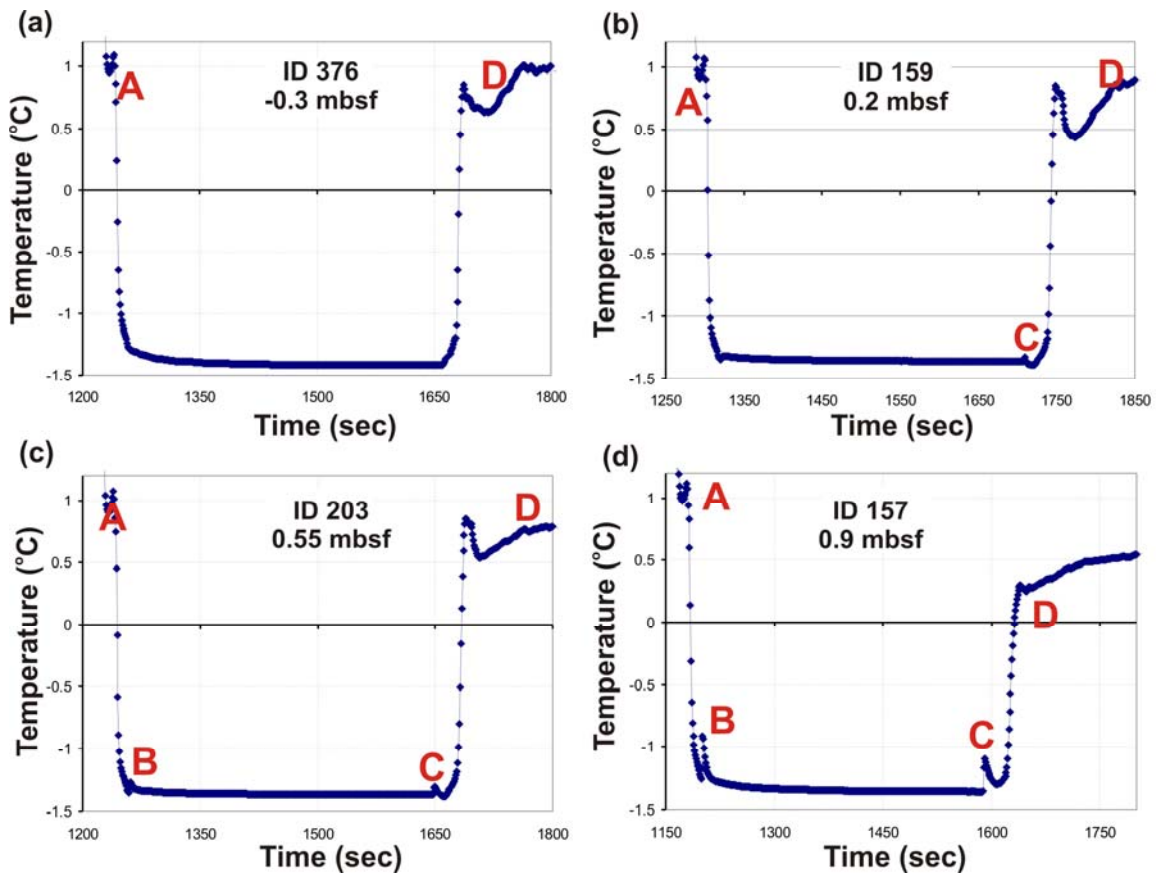 (a)
ID 376
-0.3 mbsf
A
D
Temperature (°C)
1
0.5
0
-0.5
-1
-1.5
1200 1350 1500 1650 1800
Time (sec)
(b)
ID 159
0.2 mbsf
A
D
C
Temperature (°C)
1
0.5
0
-0.5
-1
-1.5
1250 1350 1450 1550 1650 1750 1850
Time (sec)
(c)
ID 203
0.55 mbsf
A
D
B
C
Temperature (°C)
1
0.5
0
-0.5
-1
-1.5
1200 1350 1500 1650 1800
Time (sec)
(d)
ID 157
0.9 mbsf
A
D
B
C
Temperature (°C)
1
0.5
0
-0.5
-1
-1.5
1150 1300 1450 1600 1750
Time (sec)